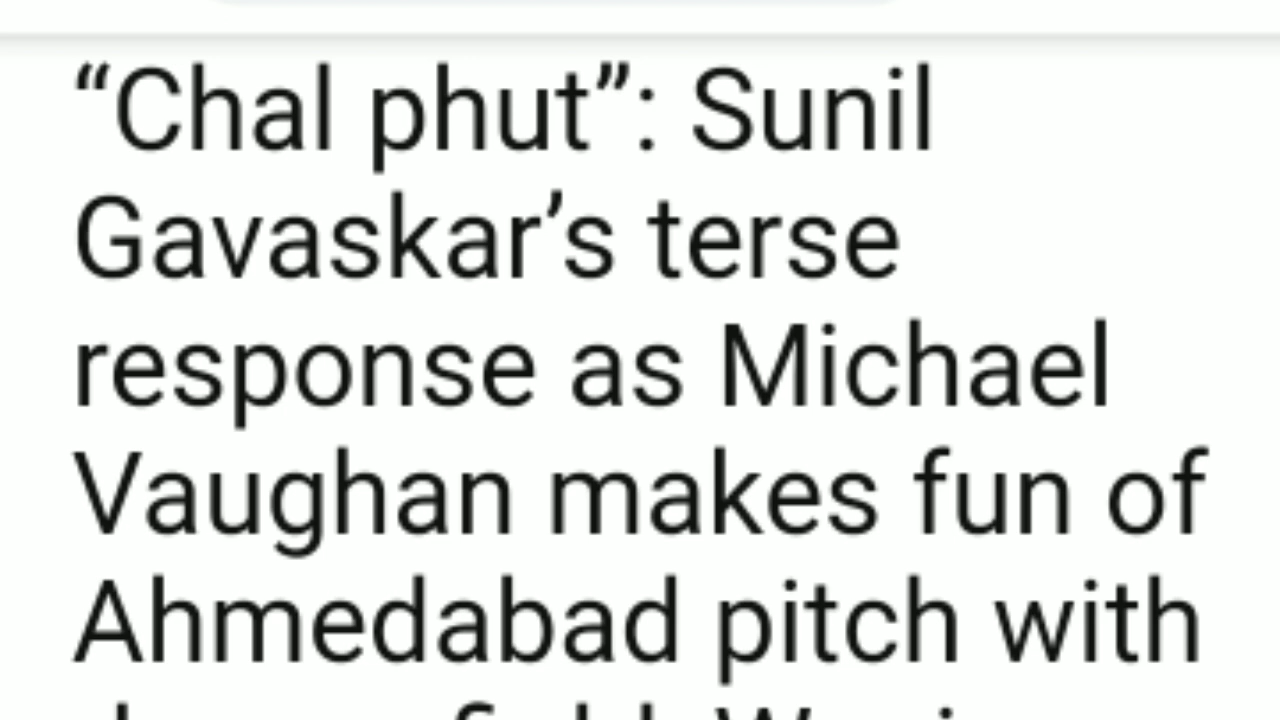 “Chal phut”: Sunil
Gavaskar’s terse
response as Michael
Vaughan makes fun of
Ahmedabad pitch with